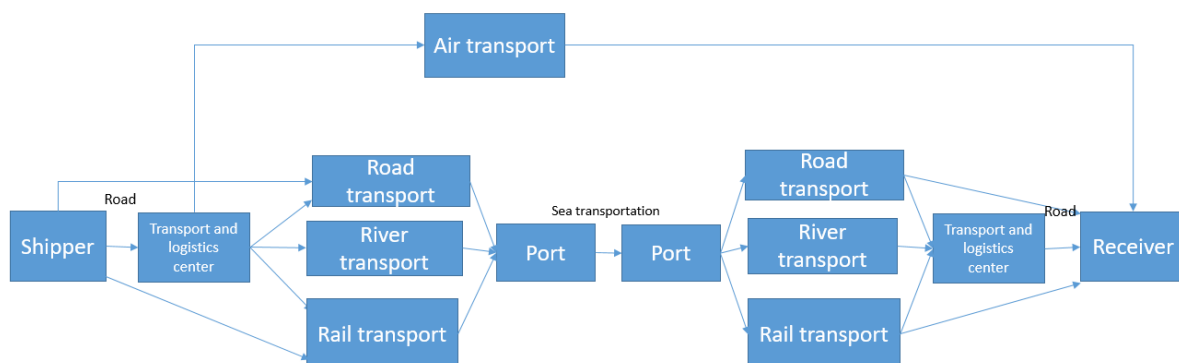 Air transport
Road
transport
Road
transport
Road
Sea transportation
Road
Shipper
Transport and
logistics
center
River
transport
Port
Port
River
transport
Transport and
logistics
center
Receiver
Rail transport
Rail transport